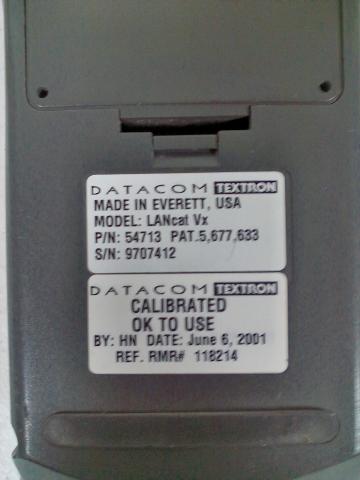 DATACOM TEXTRON
MADE IN EVERETT, USA
MODEL: LANcat Vx
P/N: 54713 PAT.5,677,633
S/N: 9707412
DATACOM TEXTRON
CALIBRATED
OK TO USE
BY: HN DATE: June 6, 2001
REF. RMR# 118214